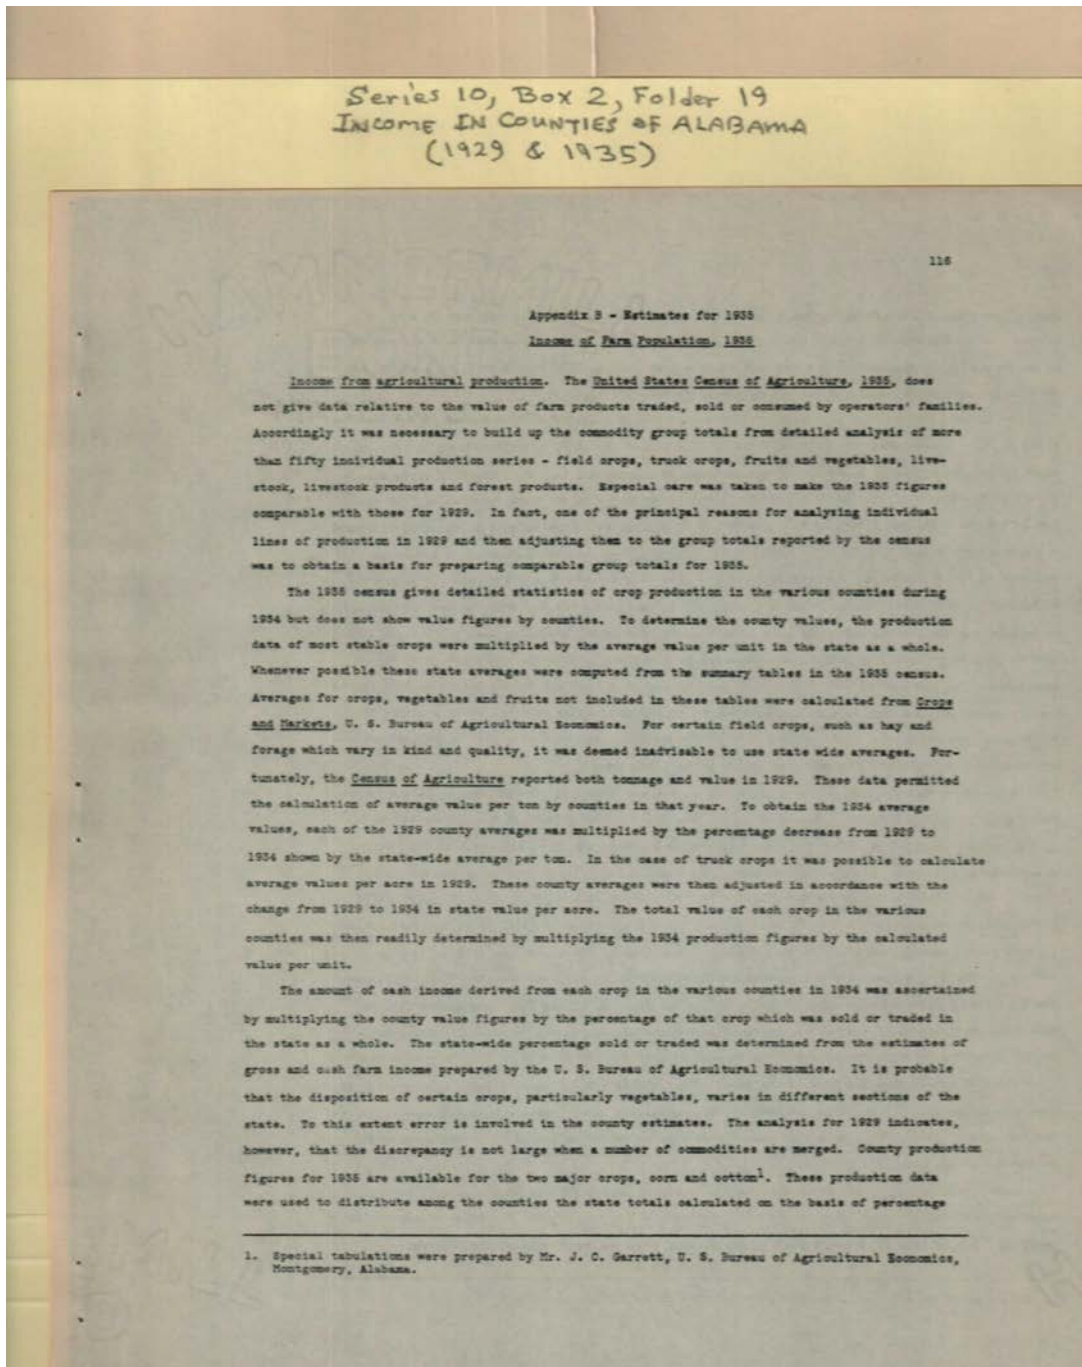 Series 10, Box 2, Folder 19
INCOME IN COUNTIES OF ALABAMA
(1929 & 1935)
116
Appendix B - Estimates for 1935
Income of Farm Population, 1935
Income from agricultural production. The United States Census of Agriculture, 1935, does
not give data relative to the value of farm products traded, sold or consumed by operators' families.
Accordingly it was necessary to build up the commodity group totals from detailed analysis of more
than fifty individual production series - field crops, truck crops, fruits and vegetables, live-
stock, livestock products and forest products. Especial care was taken to make the 1935 figures
comparable with those for 1929. In fact, one of the principal reasons for analysing individual
lines of production in 1929 and then adjusting them to the group totals reported by the census
was to obtain a basis for preparing comparable group totals for 1935.
The 1935 census gives detailed statistics of crop production in the various counties during
1934 but does not show value figures by counties. To determine the county values, the production
data of most stable crops were multiplied by the average value per unit in the state as a whole.
Whenever possible these state averages were computed from the summary tables in the 1935 census.
Averages for crops, vegetables and fruits not included in these tables were calculated from Crops
and Markets, U. S. Bureau of Agricultural Economics. For certain field crops, such as hay and
forage which vary in kind and quality, it was deemed inadvisable to use state wide averages. For-
tunately, the Census of Agriculture reported both tonnage and value in 1929. These data permitted
the calculation of average value per ton by counties in that year. To obtain the 1934 average
values, each of the 1929 county averages was multiplied by the percentage decrease from 1929 to
1934 shown by the state-wide average per ton. In the case of truck crops it was possible to calculate
average values per acre in 1929. These county averages were then adjusted in accordance with the
change from 1929 to 1934 in state value per acre. The total value of each crop in the various
counties was then readily determined by multiplying the 1934 production figures by the calculated
value per unit.
The amount of cash income derived from each crop in the various counties in 1934 was ascertained
by multiplying the county value figures by the percentage of that crop which was sold or traded in
the state as a whole. The state-wide percentage sold or traded was determined from the estimates of
gross and cash farm income prepared by the U. S. Bureau of Agricultural Economics. It is probable
that the disposition of certain crops, particularly vegetables, varies in different sections of the
state. To this extent error is involved in the county estimates. The analysis for 1929 indicates,
however, that the discrepancy is not large when a number of commodities are merged. County production
figures for 1935 are available for the two major crops, corn and cotton1. These production data
were used to distribute among the counties the state totals calculated on the basis of percentage
1. Special tabulations were prepared by Mr. J. C. Garrett, U. S. Bureau of Agricultural Economics,
Montgomery, Alabama.